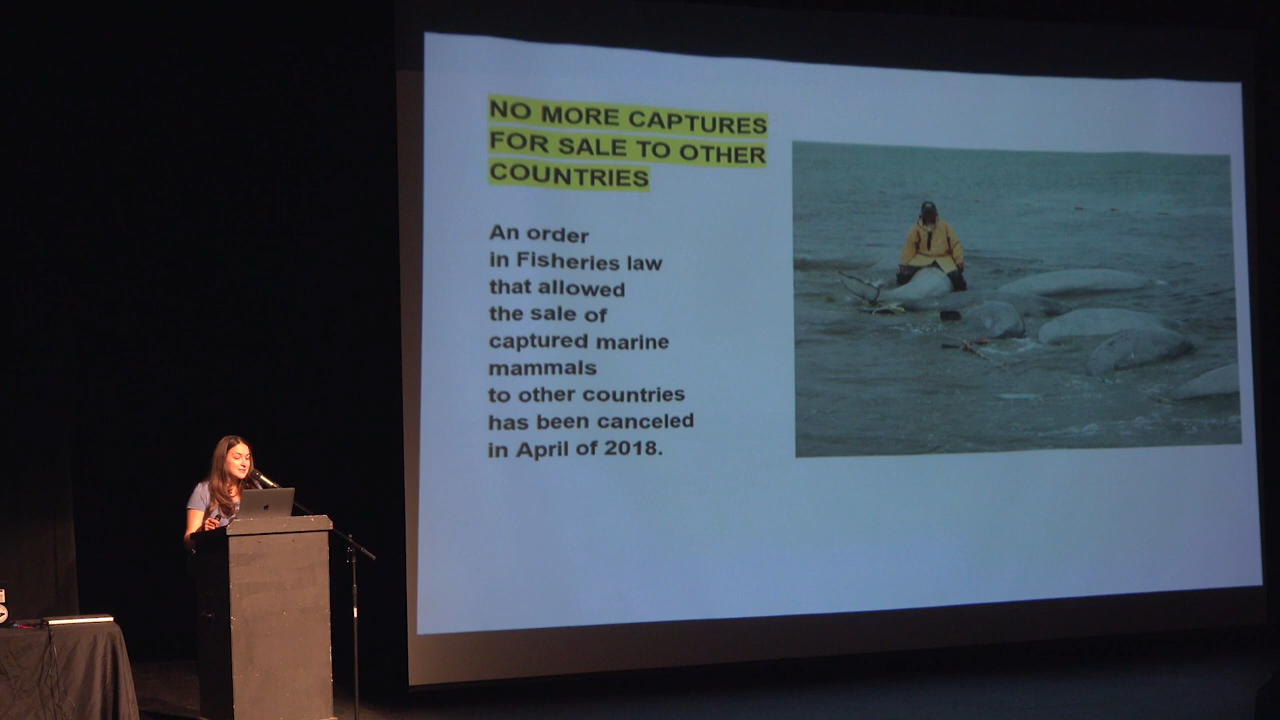 NO MORE CAPTURES
FOR SALE TO OTHER
COUNTRIES
An order
in Fisheries law
that allowed
the sale of
captured marine
mammals
to other countries
has been canceled
in April of 2018.